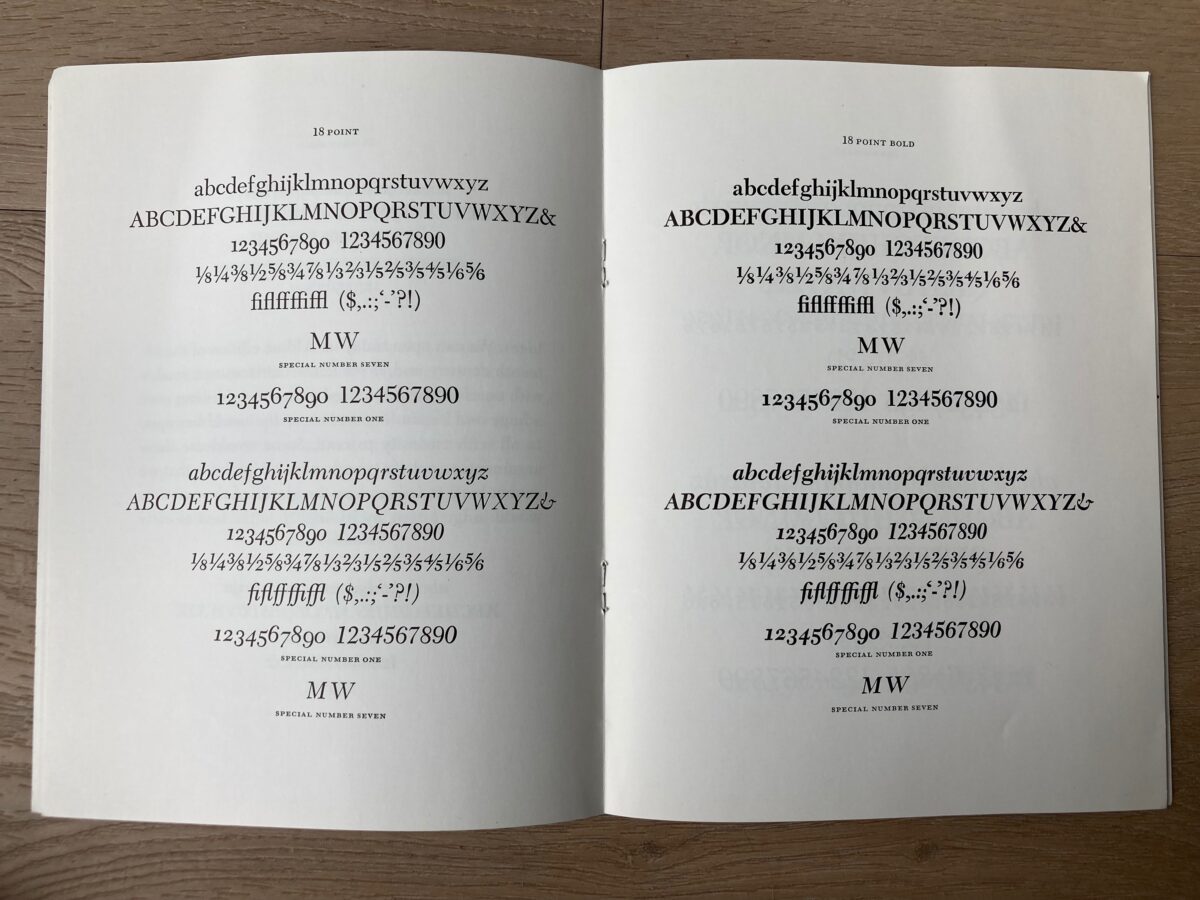 18 POINT
abcdefghijklmnopqrstuvwxyz
ABCDEFGHIJKLMNOPQRSTUVWXYZ&
1234567890 1234567890
⅛¼⅜½⅝¾⅞⅓⅔⅕⅖⅗⅘⅙⅚
fiflffffiffl ($,.:;‘-’?!)
MW
SPECIAL NUMBER SEVEN
1234567890 1234567890
SPECIAL NUMBER ONE
abcdefghijklmnopqrstuvwxyz
ABCDEFGHIJKLMNOPQRSTUVWXYZ&
1234567890 1234567890
⅛¼⅜½⅝¾⅞⅓⅔⅕⅖⅗⅘⅙⅚
fiflffffiffl ($,.:;‘-’?!)
1234567890 1234567890
SPECIAL NUMBER ONE
MW
SPECIAL NUMBER SEVEN
18 POINT BOLD
abcdefghijklmnopqrstuvwxyz
ABCDEFGHIJKLMNOPQRSTUVWXYZ&
1234567890 1234567890
⅛¼⅜½⅝¾⅞⅓⅔⅕⅖⅗⅘⅙⅚
fiflffffiffl ($,.:;‘-’?!)
MW
SPECIAL NUMBER SEVEN
1234567890 1234567890
SPECIAL NUMBER ONE
abcdefghijklmnopqrstuvwxyz
ABCDEFGHIJKLMNOPQRSTUVWXYZ&
1234567890 1234567890
⅛¼⅜½⅝¾⅞⅓⅔⅕⅖⅗⅘⅙⅚
fiflffffiffl ($,.:;‘-’?!)
1234567890 1234567890
SPECIAL NUMBER ONE
MW
SPECIAL NUMBER SEVEN